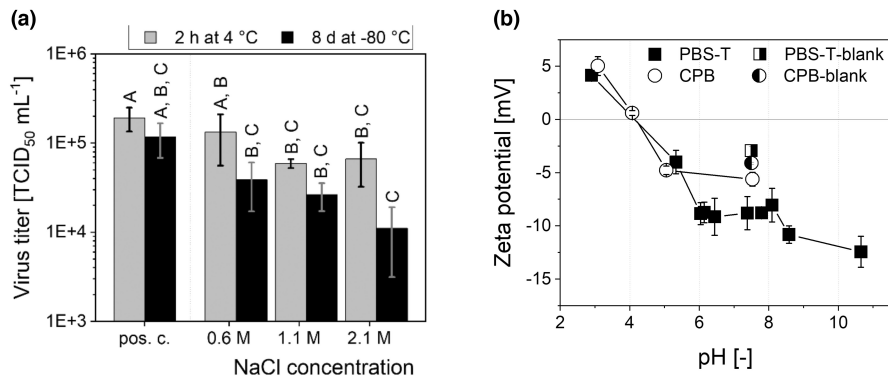 (a)
2 h at 4 °C
8 d at -80 °C
Virus titer [TCID50 mL-1]
1E+6
1E+5
1E+4
1E+3
A
A, B, C
A, B
B, C
B, C
B, C
B, C
C
pos. c.
0.6 M
1.1 M
2.1 M
NaCl concentration
(b)
PBS-T
PBS-T-blank
CPB
CPB-blank
Zeta potential [mV]
5
0
-5
-10
-15
2
4
6
8
10
pH [-]